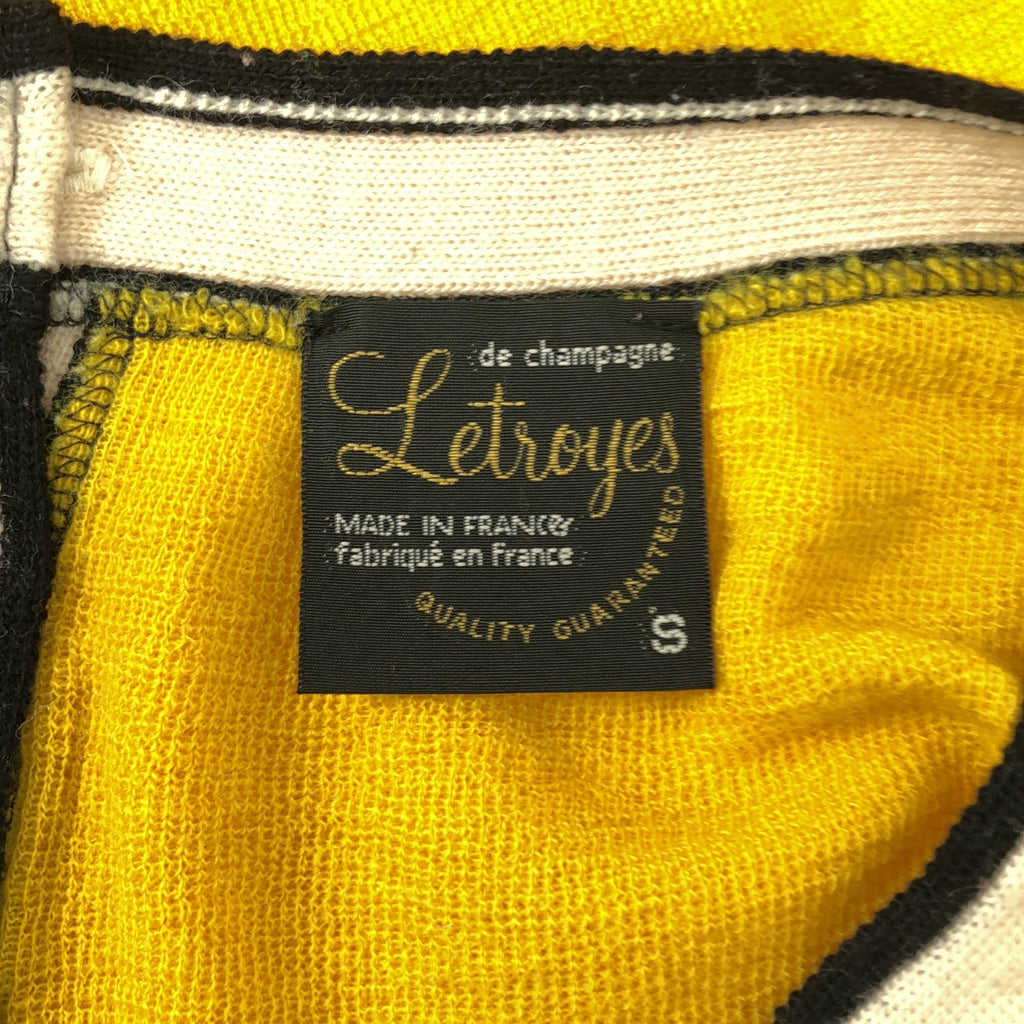 de champagne
Letroyes
MADE IN FRANCE
fabriqué en France
QUALITY GUARANTEED
S